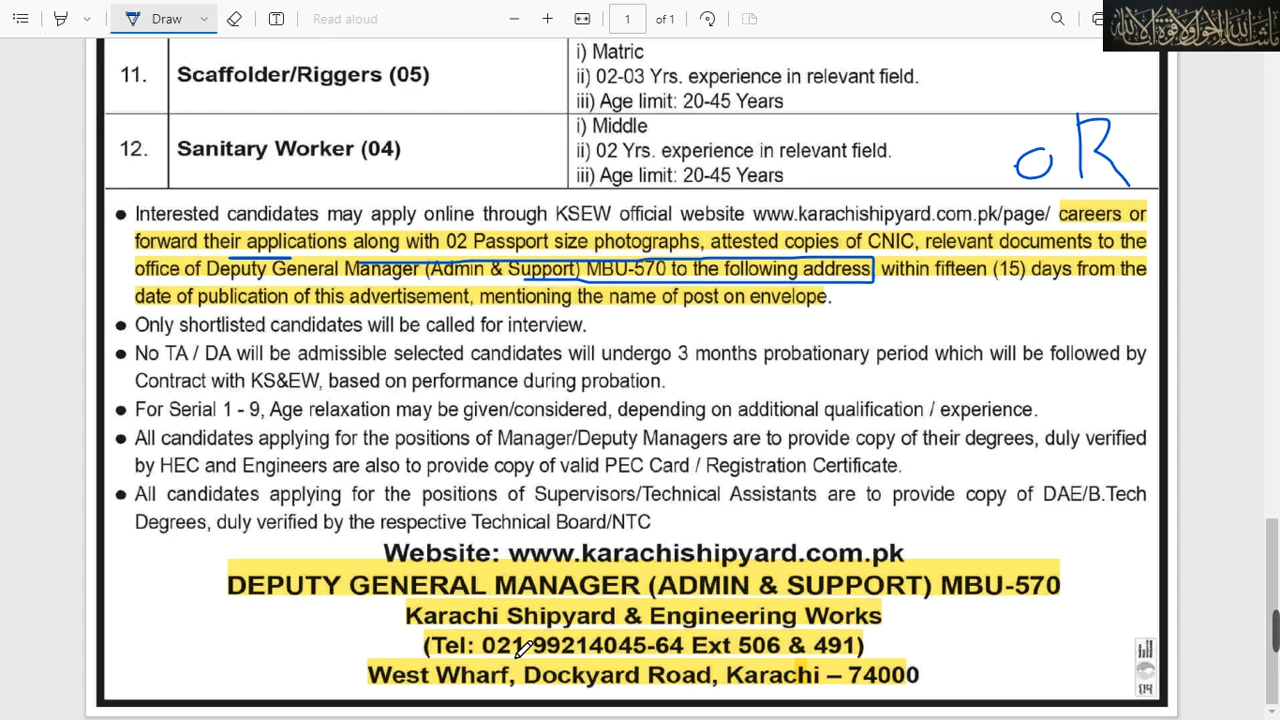 Draw
Read aloud
1 of 1
i) Matric
11. Scaffolder/Riggers (05)
ii) 02-03 Yrs. experience in relevant field.
iii) Age limit: 20-45 Years
i) Middle
12. Sanitary Worker (04)
ii) 02 Yrs. experience in relevant field.
iii) Age limit: 20-45 Years
oR
● Interested candidates may apply online through KSEW official website www.karachishipyard.com.pk/page/ careers or
forward their applications along with 02 Passport size photographs, attested copies of CNIC, relevant documents to the
office of Deputy General Manager (Admin & Support) MBU-570 to the following address within fifteen (15) days from the
date of publication of this advertisement, mentioning the name of post on envelope.
● Only shortlisted candidates will be called for interview.
● No TA / DA will be admissible selected candidates will undergo 3 months probationary period which will be followed by
Contract with KS&EW, based on performance during probation.
● For Serial 1 - 9, Age relaxation may be given/considered, depending on additional qualification / experience.
● All candidates applying for the positions of Manager/Deputy Managers are to provide copy of their degrees, duly verified
by HEC and Engineers are also to provide copy of valid PEC Card / Registration Certificate.
● All candidates applying for the positions of Supervisors/Technical Assistants are to provide copy of DAE/B.Tech
Degrees, duly verified by the respective Technical Board/NTC
Website: www.karachishipyard.com.pk
DEPUTY GENERAL MANAGER (ADMIN & SUPPORT) MBU-570
Karachi Shipyard & Engineering Works
(Tel: 021-99214045-64 Ext 506 & 491)
West Wharf, Dockyard Road, Karachi – 74000